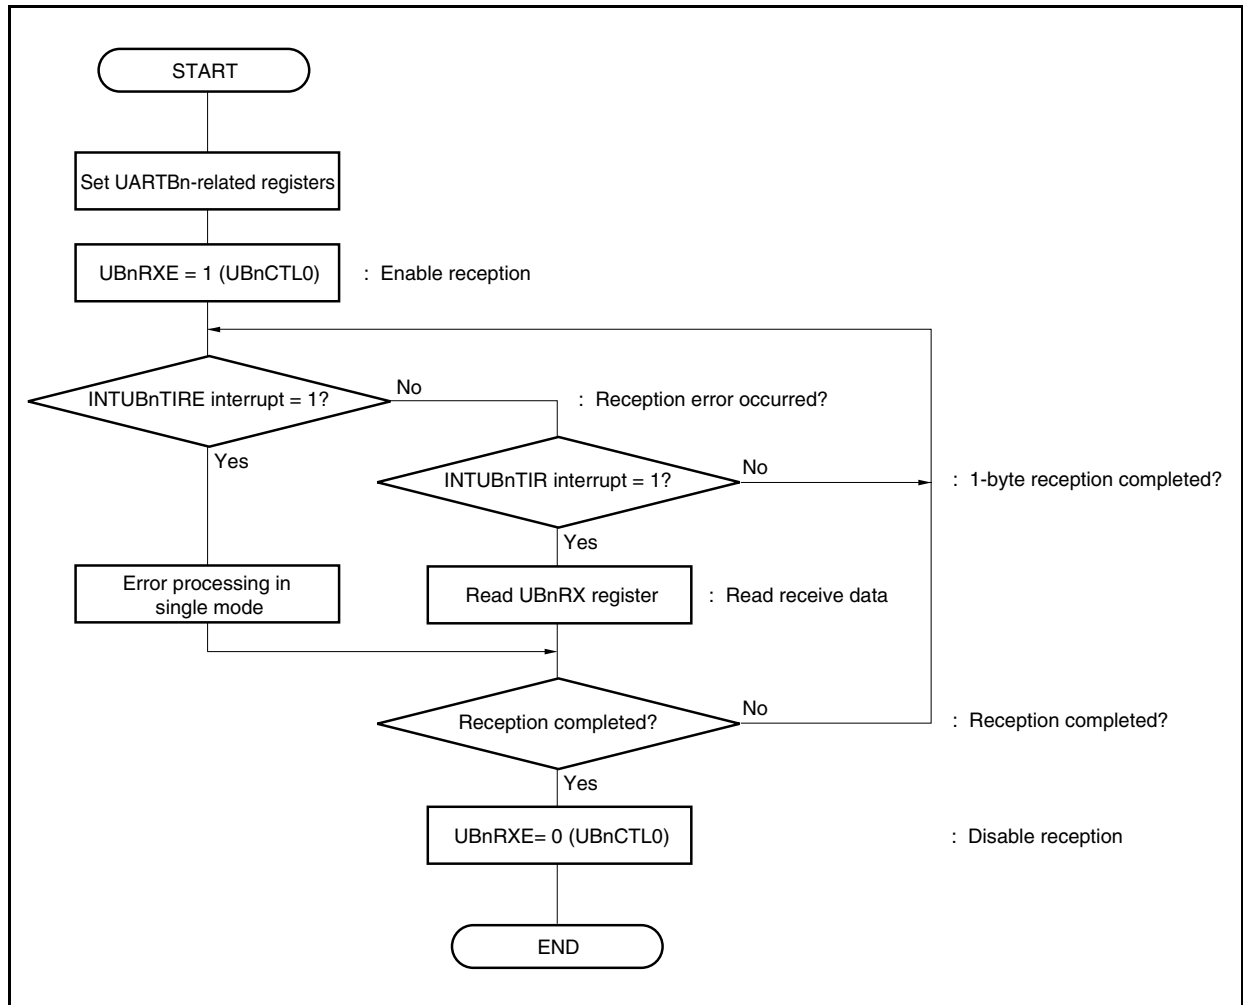 START
Set UARTBn-related registers
UBnRXE = 1 (UBnCTL0)
: Enable reception
INTUBnTIRE interrupt = 1?
No
: Reception error occurred?
Yes
INTUBnTIR interrupt = 1?
No
: 1-byte reception completed?
Yes
Error processing in
single mode
Read UBnRX register
: Read receive data
Reception completed?
No
: Reception completed?
Yes
UBnRXE= 0 (UBnCTL0)
: Disable reception
END